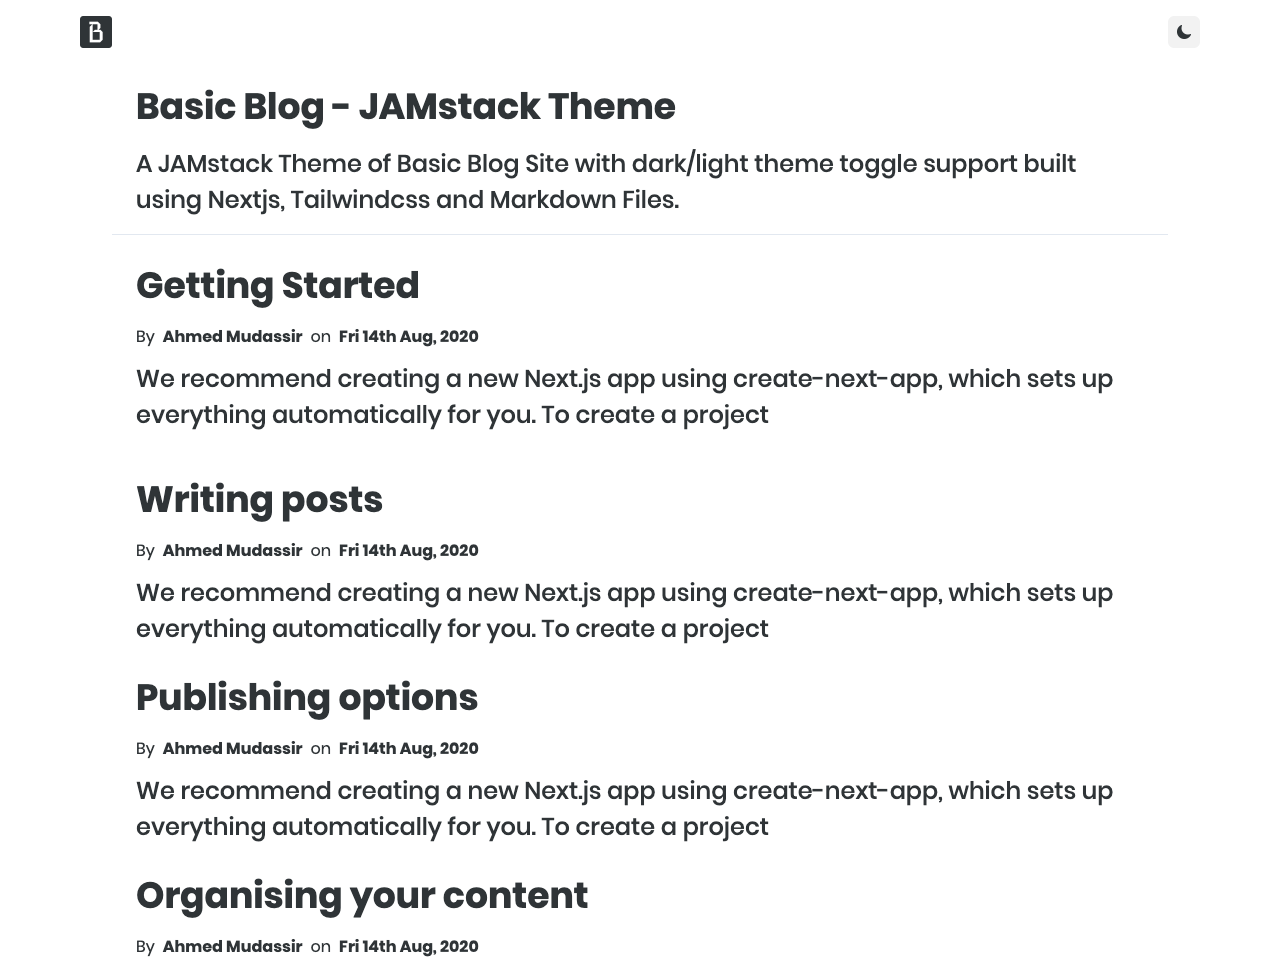 B
Basic Blog - JAMstack Theme
A JAMstack Theme of Basic Blog Site with dark/light theme toggle support built
using Nextjs, Tailwindcss and Markdown Files.
Getting Started
By Ahmed Mudassir on Fri 14th Aug, 2020
We recommend creating a new Next.js app using create-next-app, which sets up
everything automatically for you. To create a project
Writing posts
By Ahmed Mudassir on Fri 14th Aug, 2020
We recommend creating a new Next.js app using create-next-app, which sets up
everything automatically for you. To create a project
Publishing options
By Ahmed Mudassir on Fri 14th Aug, 2020
We recommend creating a new Next.js app using create-next-app, which sets up
everything automatically for you. To create a project
Organising your content
By Ahmed Mudassir on Fri 14th Aug, 2020